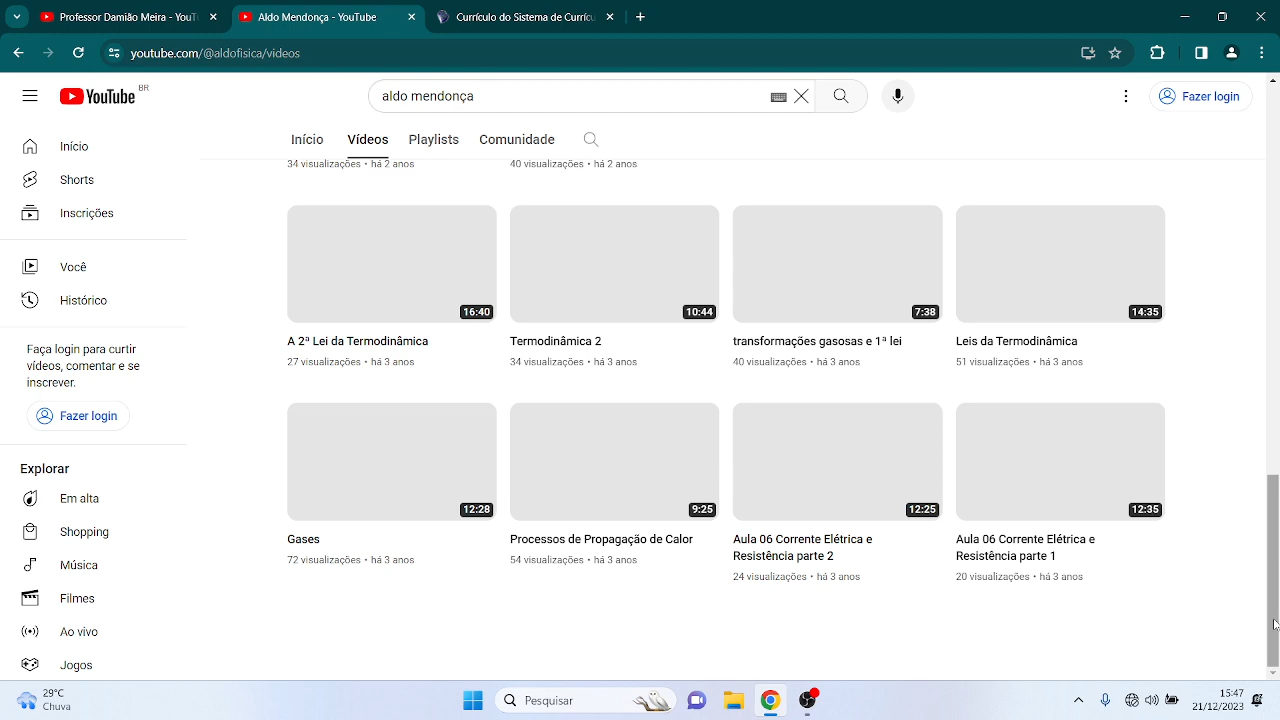 Professor Damião Meira - YouT
Aldo Mendonça - YouTube
Currículo do Sistema de Currícu
youtube.com/@aldofisica/videos
YouTube
BR
aldo mendonça
Fazer login
Início
Vídeos
Playlists
Comunidade
Início
Shorts
Inscrições
Você
Histórico
Faça login para curtir
vídeos, comentar e se
inscrever.
Fazer login
Explorar
Em alta
Shopping
Música
Filmes
Ao vivo
Jogos
34 visualizações • há 2 anos
40 visualizações • há 2 anos
16:40
10:44
7:38
14:35
A 2ª Lei da Termodinâmica
Termodinâmica 2
transformações gasosas e 1ª lei
Leis da Termodinâmica
27 visualizações • há 3 anos
34 visualizações • há 3 anos
40 visualizações • há 3 anos
51 visualizações • há 3 anos
12:28
9:25
12:25
12:35
Gases
Processos de Propagação de Calor
Aula 06 Corrente Elétrica e
Resistência parte 2
Aula 06 Corrente Elétrica e
Resistência parte 1
72 visualizações • há 3 anos
54 visualizações • há 3 anos
24 visualizações • há 3 anos
20 visualizações • há 3 anos
29°C
Chuva
Pesquisar
15:47
21/12/2023